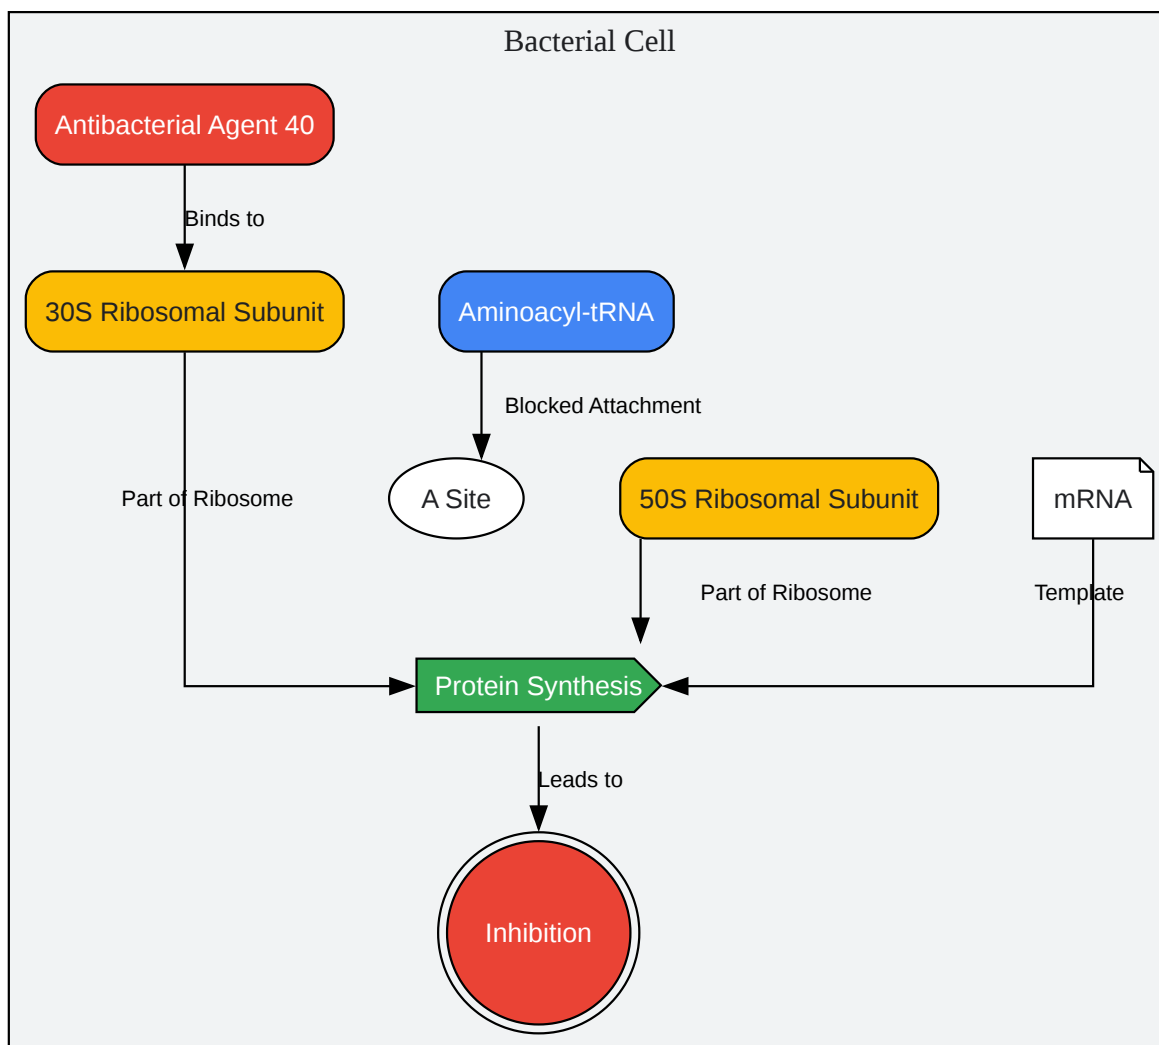 Bacterial Cell
Antibacterial Agent 40
Binds to
30S Ribosomal Subunit
Aminoacyl-tRNA
Blocked Attachment
Part of Ribosome
A Site
50S Ribosomal Subunit
mRNA
Part of Ribosome
Template
Protein Synthesis
Leads to
Inhibition